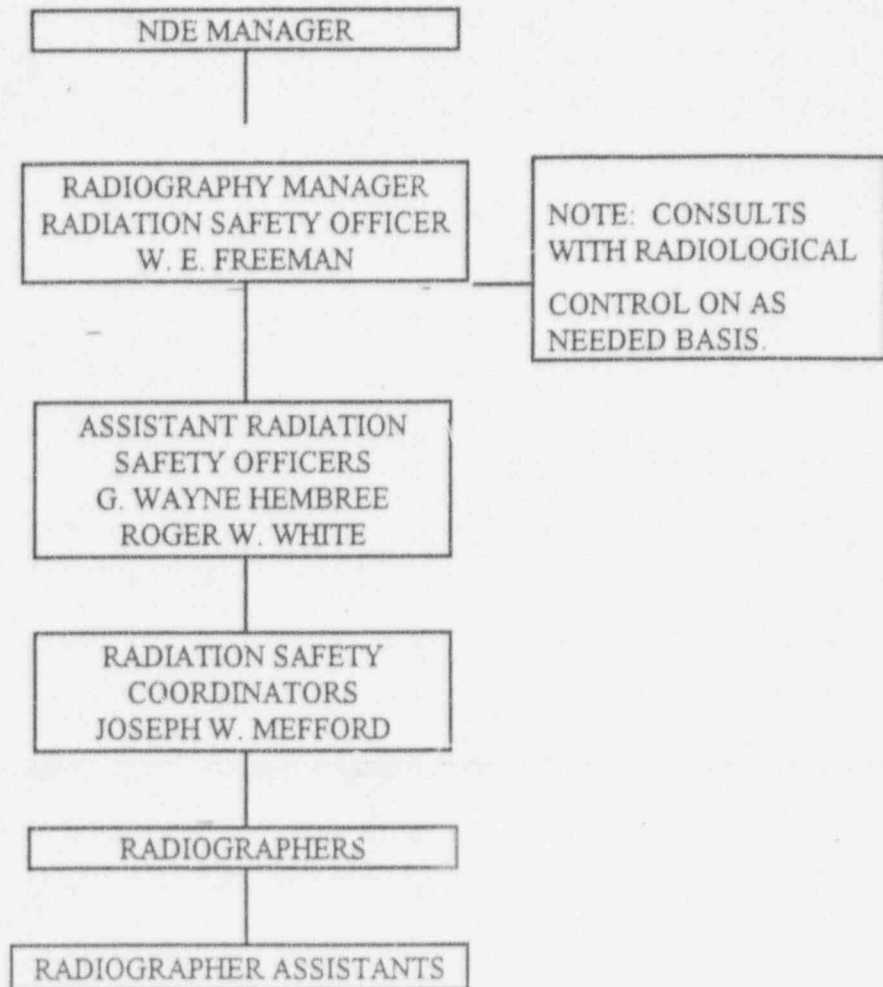 NDE MANAGER
RADIOGRAPHY MANAGER
RADIATION SAFETY OFFICER
W. E. FREEMAN
NOTE: CONSULTS
WITH RADIOLOGICAL
CONTROL ON AS
NEEDED BASIS.
ASSISTANT RADIATION
SAFETY OFFICERS
G. WAYNE HEMBREE
ROGER W. WHITE
RADIATION SAFETY
COORDINATORS
JOSEPH W. MEFFORD
RADIOGRAPHERS
RADIOGRAPHER ASSISTANTS